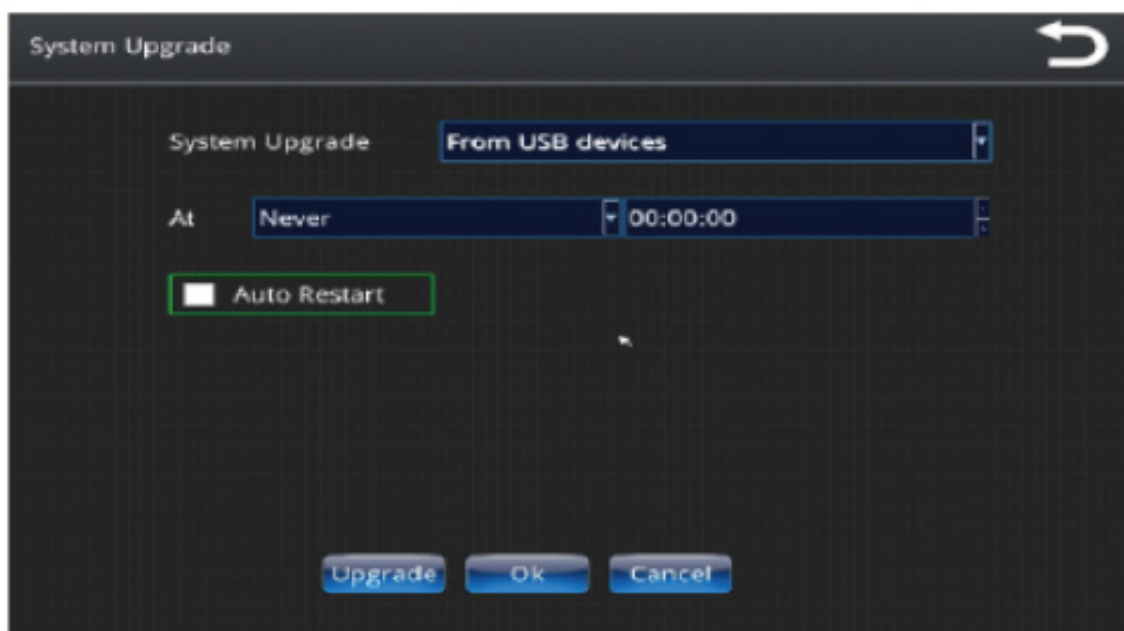 System Upgrade
System Upgrade From USB devices
At Never 00:00:00
Auto Restart
Upgrade Ok Cancel